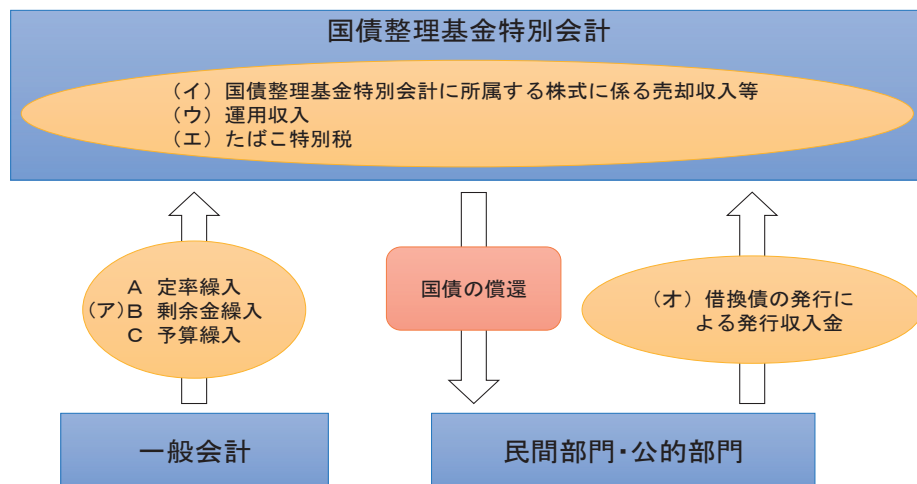 国債整理基金特別会計
（イ）国債整理基金特別会計に所属する株式に係る売却収入等
（ウ）運用収入
（エ）たばこ特別税
A 定率繰入
（ア）B 剰余金繰入
C 予算繰入
国債の償還
（オ）借換債の発行に
よる発行収入金
一般会計
民間部門・公的部門